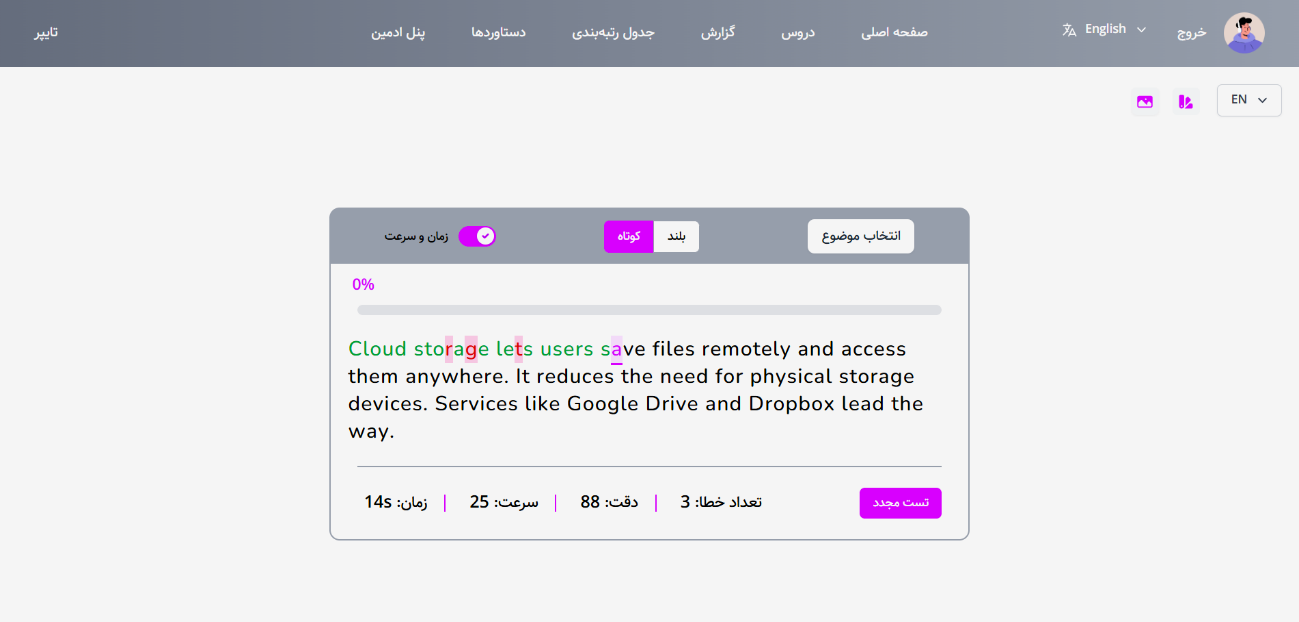 تایپر
پنل ادمین
دستاوردها
جدول رتبه‌بندی
گزارش
دروس
صفحه اصلی
English
خروج
EN
زمان و سرعت
کوتاه
بلند
انتخاب موضوع
0%
Cloud storage lets users save files remotely and access
them anywhere. It reduces the need for physical storage
devices. Services like Google Drive and Dropbox lead the
way.
زمان: 14s
سرعت: 25
دقت: 88
تعداد خطا: 3
تست مجدد